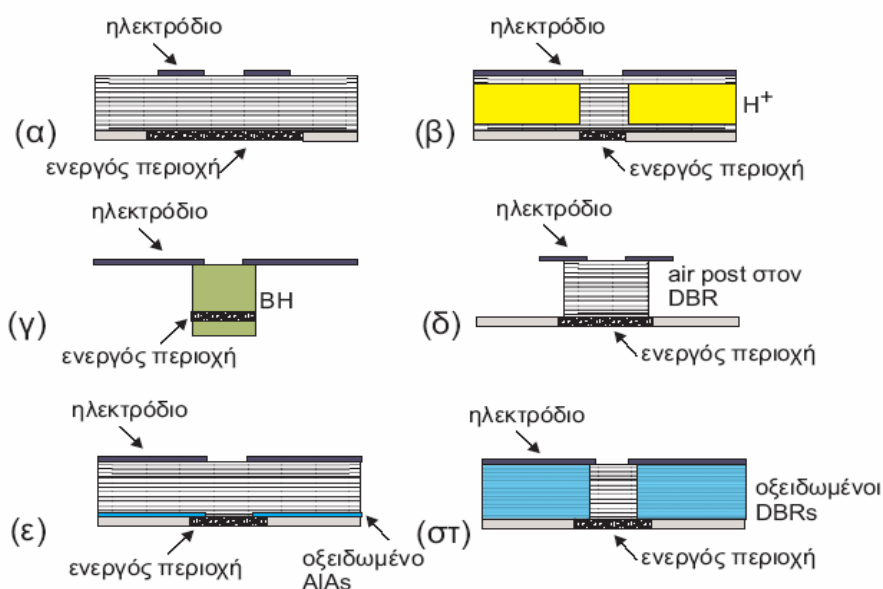 ηλεκτρόδιο
(α)
ενεργός περιοχή
ηλεκτρόδιο
H+
(β)
ενεργός περιοχή
ηλεκτρόδιο
BH
(γ)
ενεργός περιοχή
ηλεκτρόδιο
air post στον
DBR
(δ)
ενεργός περιοχή
ηλεκτρόδιο
(ε)
ενεργός περιοχή
οξειδωμένο
AlAs
ηλεκτρόδιο
οξειδωμένοι
DBRs
(στ)
ενεργός περιοχή